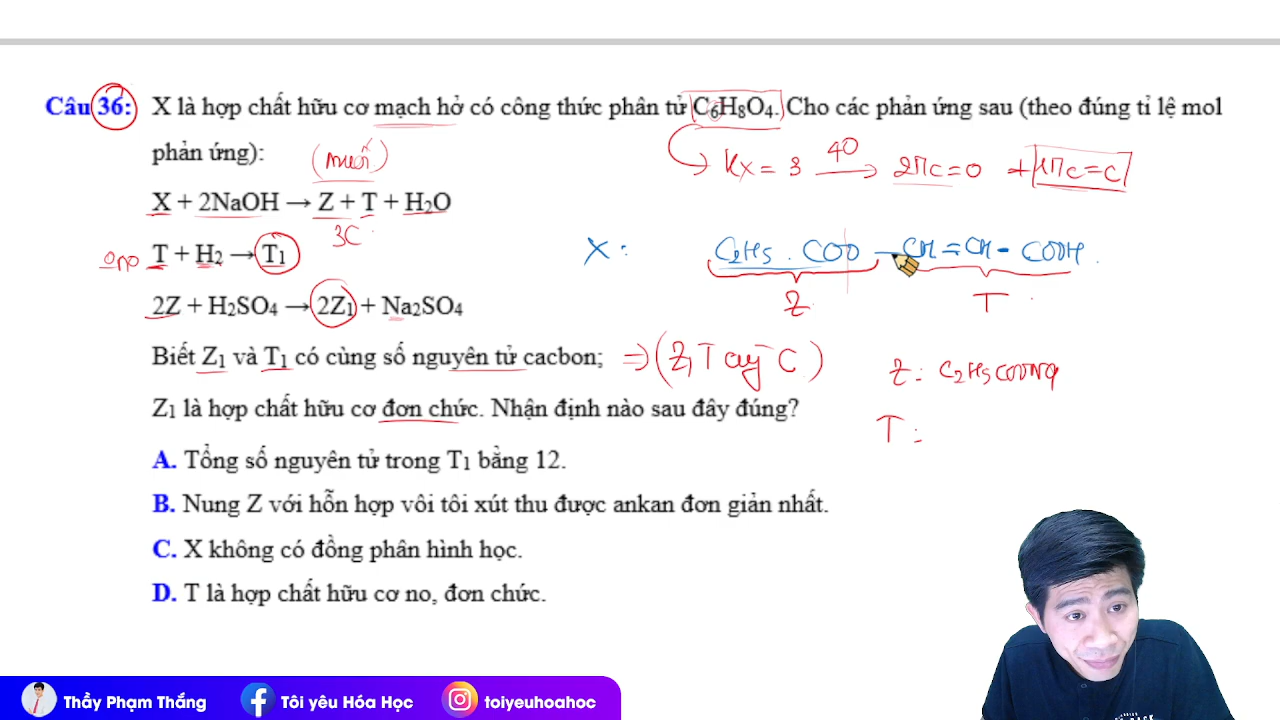 Câu 36: X là hợp chất hữu cơ mạch hở có công thức phân tử C6H8O4. Cho các phản ứng sau (theo đúng tỉ lệ mol
phản ứng):
(muối)
kx = 3 4O → 2πc=o + 1πc=c
X + 2NaOH → Z + T + H2O
3C
ono T + H2 → T1
X : C2H5 . COO – CH = CH – COOH .
Z T
2Z + H2SO4 → 2Z1 + Na2SO4
Biết Z1 và T1 có cùng số nguyên tử cacbon;
Z : C2H5COONa
Z1 là hợp chất hữu cơ đơn chức. Nhận định nào sau đây đúng?
T :
A. Tổng số nguyên tử trong T1 bằng 12.
B. Nung Z với hỗn hợp vôi tôi xút thu được ankan đơn giản nhất.
C. X không có đồng phân hình học.
D. T là hợp chất hữu cơ no, đơn chức.
Thầy Phạm Thắng Tôi yêu Hóa Học toiyeuhoahoc